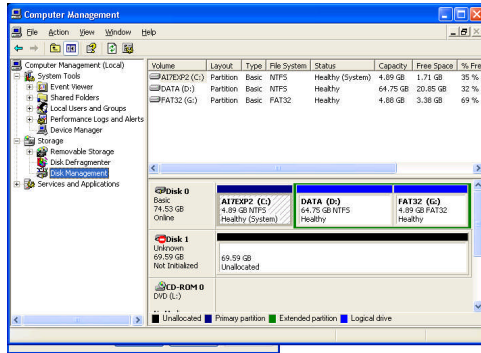 Computer Management
File Action View Window Help
Computer Management (Local)
System Tools
Event Viewer
Shared Folders
Local Users and Groups
Performance Logs and Alerts
Device Manager
Storage
Removable Storage
Disk Defragmenter
Disk Management
Services and Applications
Volume Layout Type File System Status Capacity Free Space % Fre
AI7EXP2 (C:) Partition Basic NTFS Healthy (System) 4.89 GB 1.71 GB 35 %
DATA (D:) Partition Basic NTFS Healthy 64.75 GB 20.85 GB 32 %
FAT32 (G:) Partition Basic FAT32 Healthy 4.88 GB 3.38 GB 69 %
Disk 0
Basic
74.53 GB
Online
AI7EXP2 (C:)
4.89 GB NTFS
Healthy (System)
DATA (D:)
64.75 GB NTFS
Healthy
FAT32 (G:)
4.89 GB FAT32
Healthy
Disk 1
Unknown
69.59 GB
Not Initialized
69.59 GB
Unallocated
CD-ROM 0
DVD (L:)
Unallocated Primary partition Extended partition Logical drive